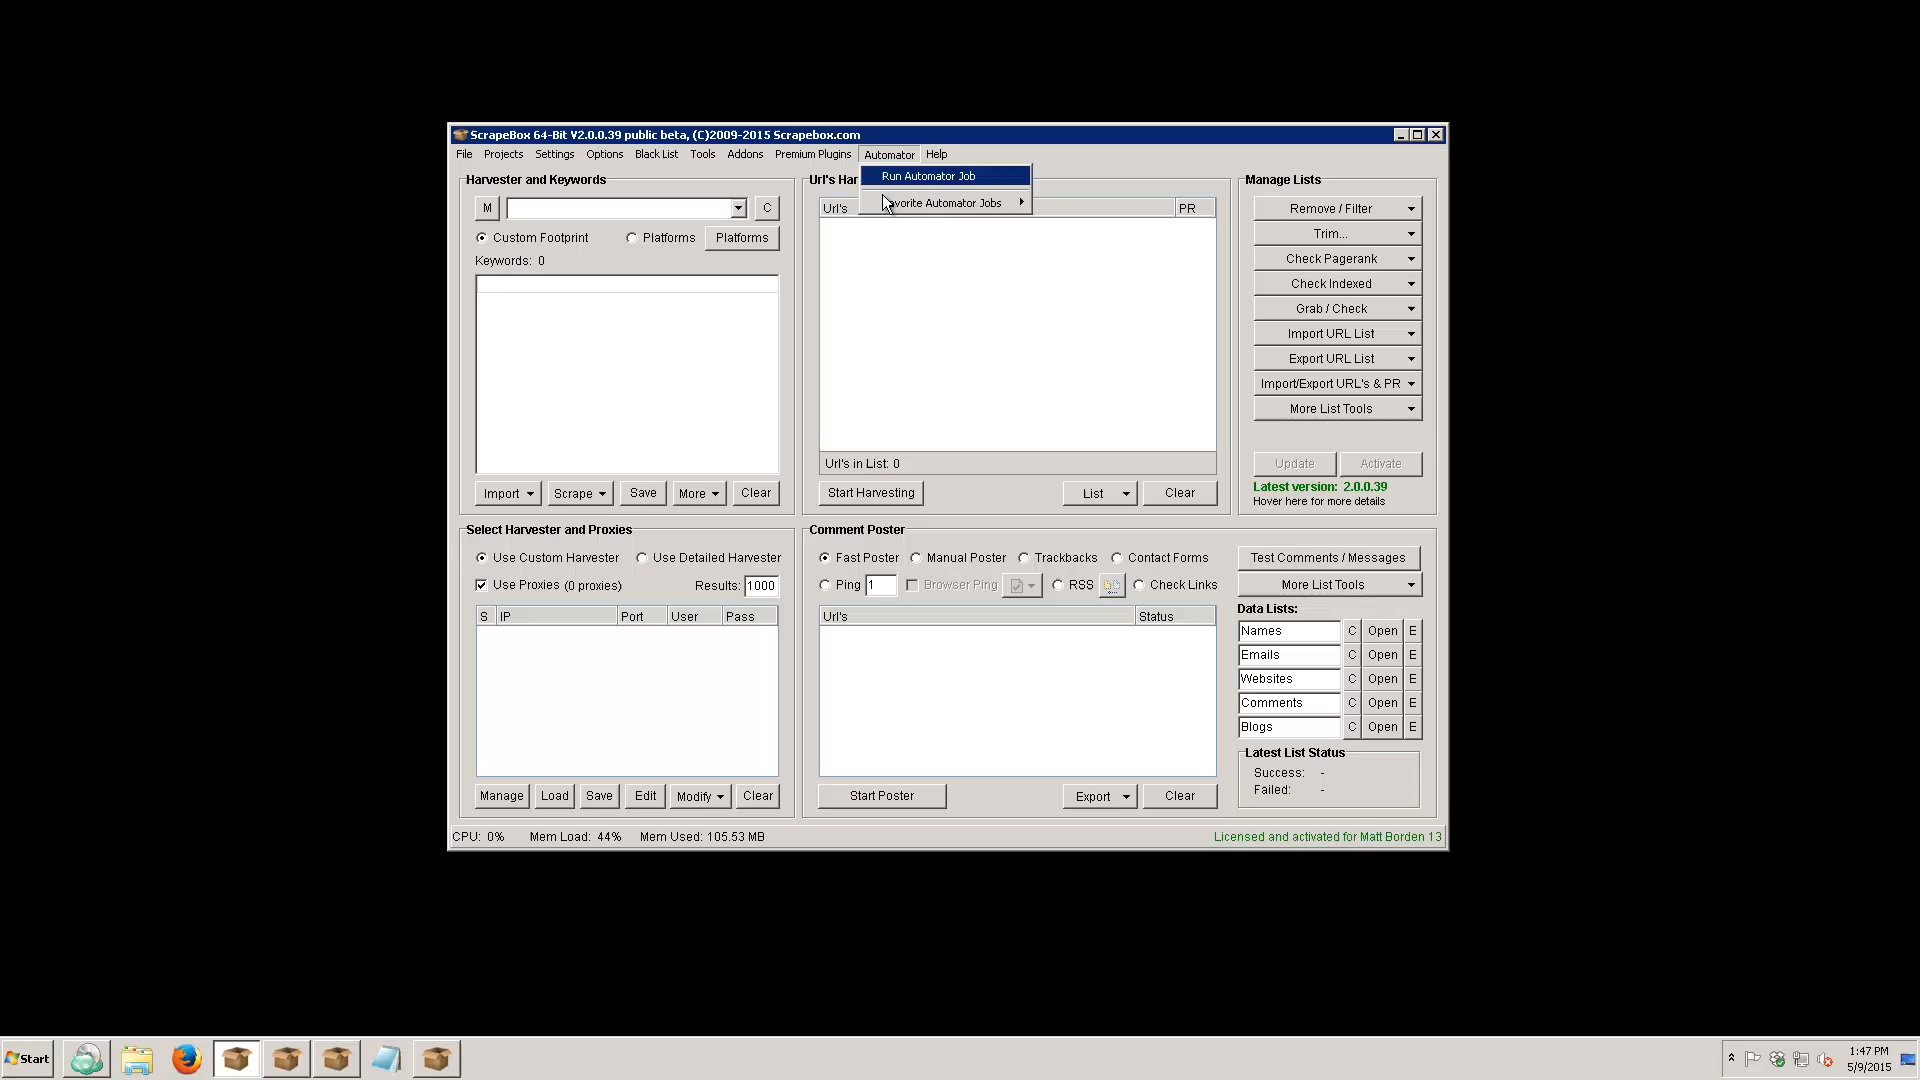 ScrapeBox 64-Bit V2.0.0.39 public beta, (C)2009-2015 Scrapebox.com
File Projects Settings Options Black List Tools Addons Premium Plugins Automator Help
Run Automator Job
Automator Jobs
Harvester and Keywords
M
C
Custom Footprint Platforms Platforms
Keywords: 0
Import Scrape Save More Clear
Url's Har
Url's PR
Url's in List: 0
Start Harvesting List Clear
Manage Lists
Remove / Filter
Trim...
Check Pagerank
Check Indexed
Grab / Check
Import URL List
Export URL List
Import/Export URL's & PR
More List Tools
Update Activate
Latest version: 2.0.0.39
Hover here for more details
Select Harvester and Proxies
Use Custom Harvester Use Detailed Harvester
Use Proxies (0 proxies) Results: 1000
S IP Port User Pass
Manage Load Save Edit Modify Clear
Comment Poster
Fast Poster Manual Poster Trackbacks Contact Forms
Ping 1 Browser Ping RSS Check Links
Url's Status
Start Poster Export Clear
Test Comments / Messages
More List Tools
Data Lists:
Names C Open E
Emails C Open E
Websites C Open E
Comments C Open E
Blogs C Open E
Latest List Status
Success: -
Failed: -
CPU: 0% Mem Load: 44% Mem Used: 105.53 MB
Licensed and activated for Matt Borden 13
Start
1:47 PM
5/9/2015